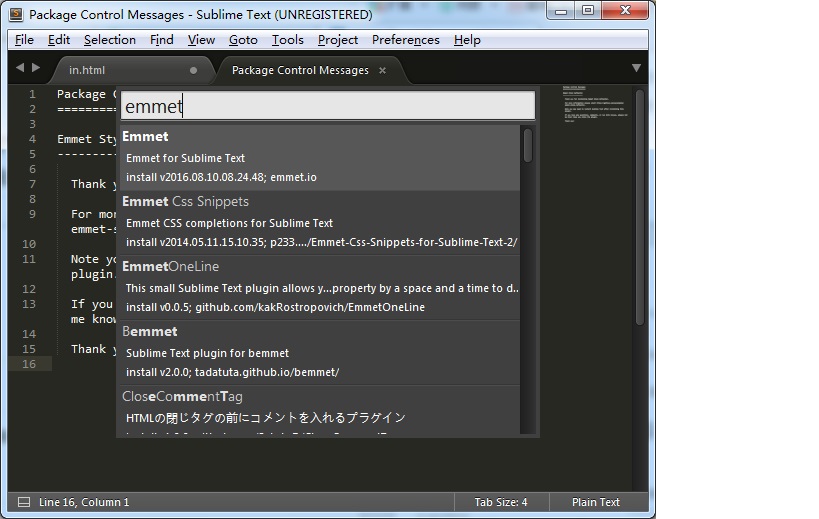 Package Control Messages - Sublime Text (UNREGISTERED)
File Edit Selection Find View Goto Tools Project Preferences Help
in.html Package Control Messages
emmet
1 Package C
2 =========
3
4 Emmet Sty
5 ---------
6
7 Thank y
8
9 For mor
emmet-s
10
11 Note yo
plugin.
12
13 If you
me know
14
15 Thank y
16
Emmet
Emmet for Sublime Text
install v2016.08.10.08.24.48; emmet.io
Emmet Css Snippets
Emmet CSS completions for Sublime Text
install v2014.05.11.15.10.35; p233..../Emmet-Css-Snippets-for-Sublime-Text-2/
EmmetOneLine
This small Sublime Text plugin allows y...property by a space and a time to d..
install v0.0.5; github.com/kakRostropovich/EmmetOneLine
Bemmet
Sublime Text plugin for bemmet
install v2.0.0; tadatuta.github.io/bemmet/
CloseCommentTag
HTMLの閉じタグの前にコメントを入れるプラグイン
Line 16, Column 1 Tab Size: 4 Plain Text